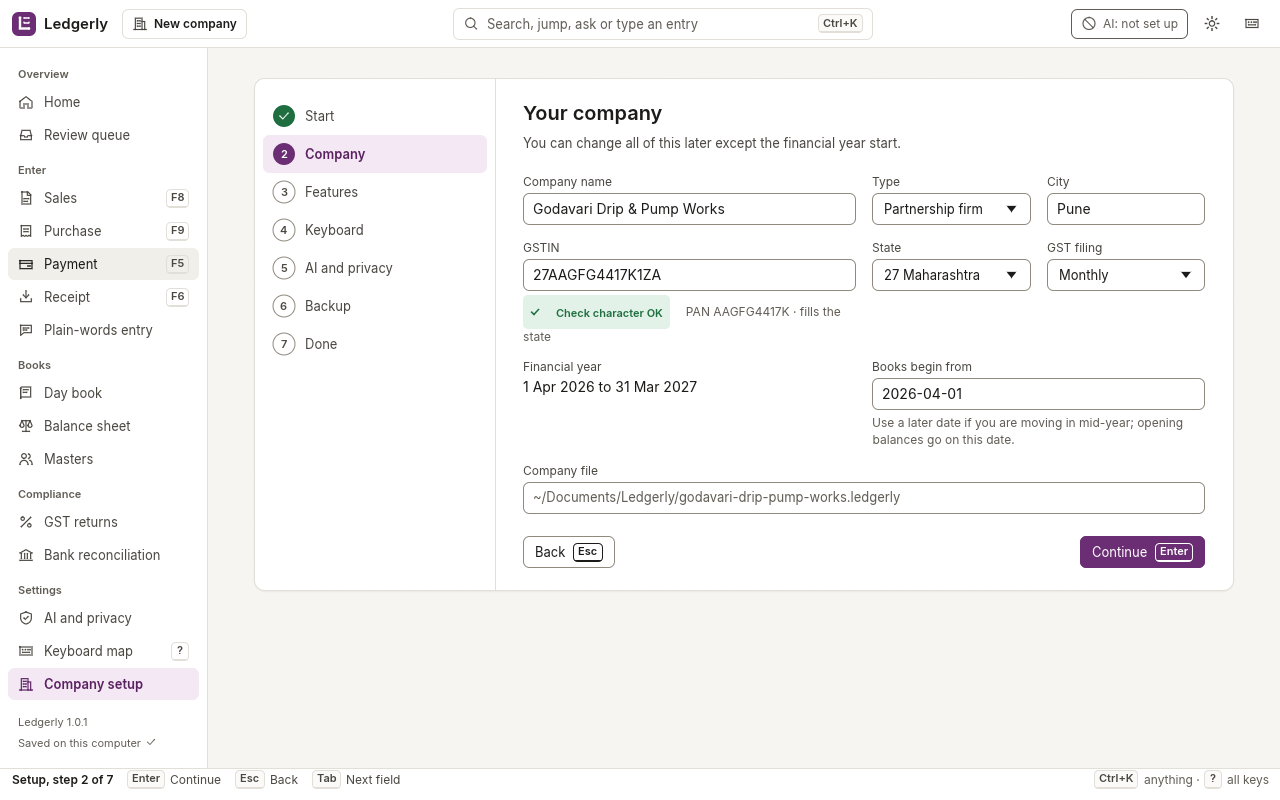 Ledgerly
New company
Search, jump, ask or type an entry
Ctrl+K
AI: not set up
Overview
Home
Review queue
Enter
Sales F8
Purchase F9
Payment F5
Receipt F6
Plain-words entry
Books
Day book
Balance sheet
Masters
Compliance
GST returns
Bank reconciliation
Settings
AI and privacy
Keyboard map ?
Company setup
Ledgerly 1.0.1
Saved on this computer
Start
2 Company
3 Features
4 Keyboard
5 AI and privacy
6 Backup
7 Done
Your company
You can change all of this later except the financial year start.
Company name
Godavari Drip & Pump Works
Type
Partnership firm
City
Pune
GSTIN
27AAGFG4417K1ZA
State
27 Maharashtra
GST filing
Monthly
Check character OK PAN AAGFG4417K · fills the
state
Financial year
1 Apr 2026 to 31 Mar 2027
Books begin from
2026-04-01
Use a later date if you are moving in mid-year; opening
balances go on this date.
Company file
~/Documents/Ledgerly/godavari-drip-pump-works.ledgerly
Back Esc
Continue Enter
Setup, step 2 of 7 Enter Continue Esc Back Tab Next field
Ctrl+K anything · ? all keys